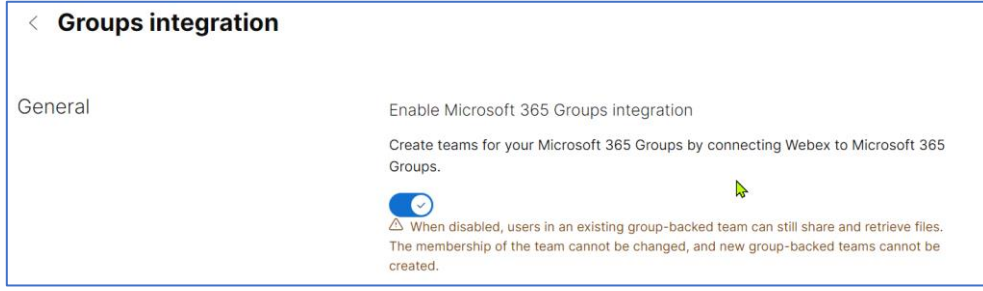 Groups integration
General
Enable Microsoft 365 Groups integration
Create teams for your Microsoft 365 Groups by connecting Webex to Microsoft 365
Groups.
When disabled, users in an existing group-backed team can still share and retrieve files.
The membership of the team cannot be changed, and new group-backed teams cannot be
created.